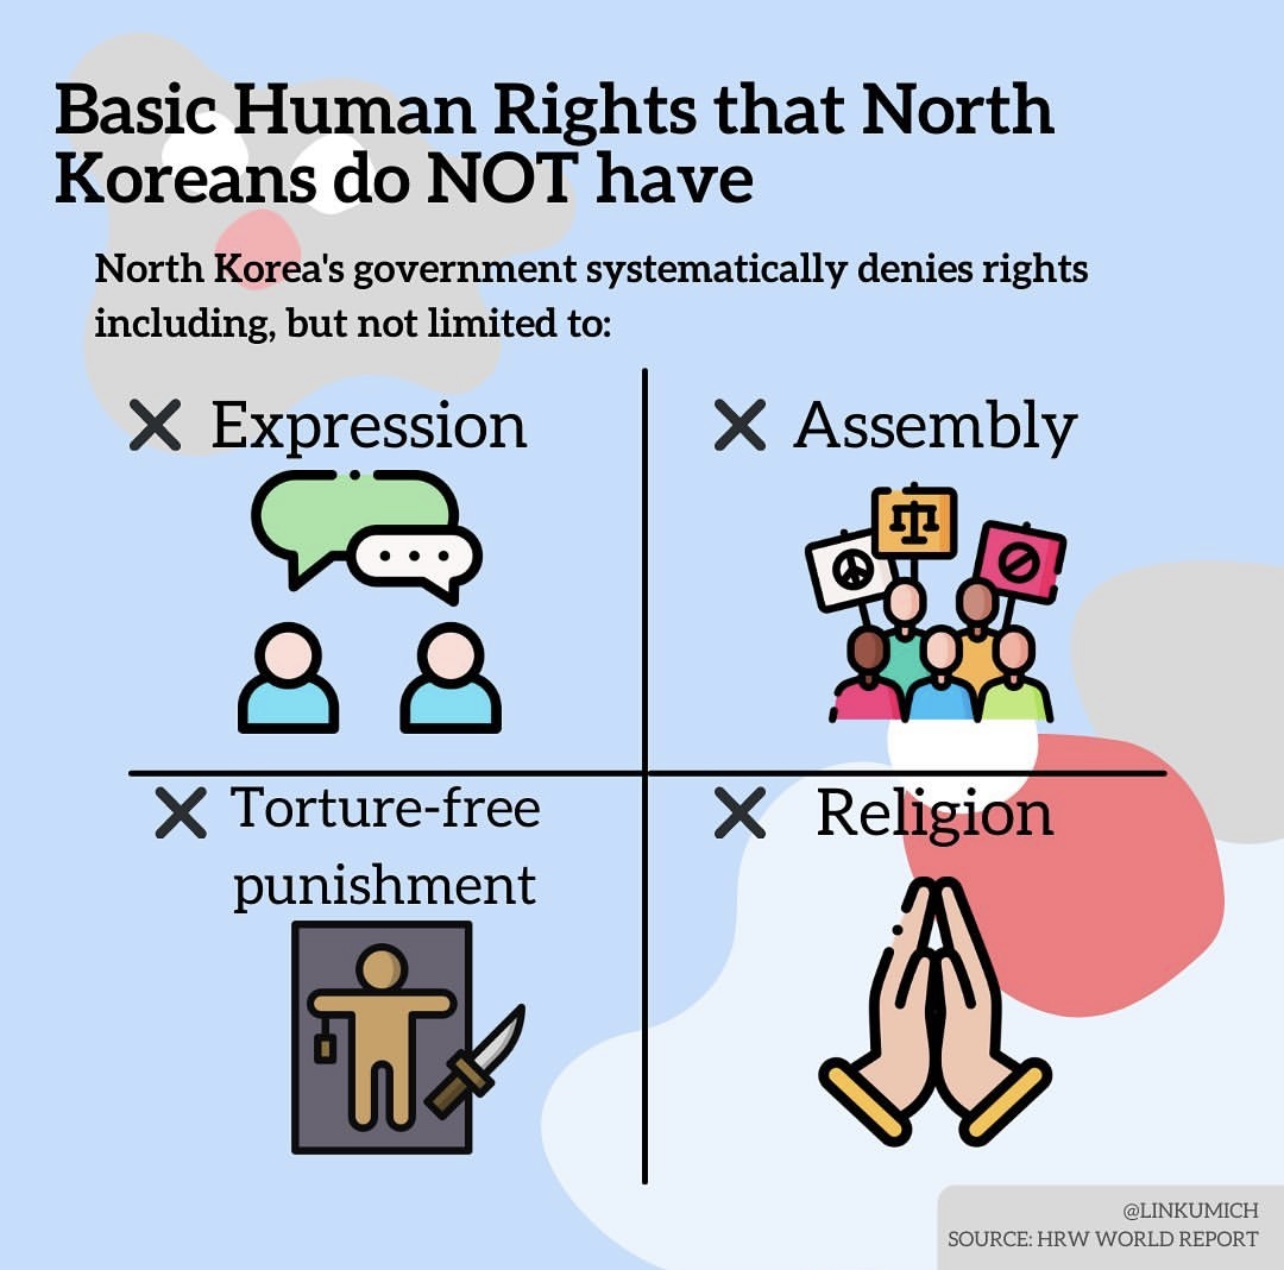 Basic Human Rights that North
Koreans do NOT have
North Korea's government systematically denies rights
including, but not limited to:
Expression
Assembly
Torture-free
punishment
Religion
@LINKUMICH
SOURCE: HRW WORLD REPORT